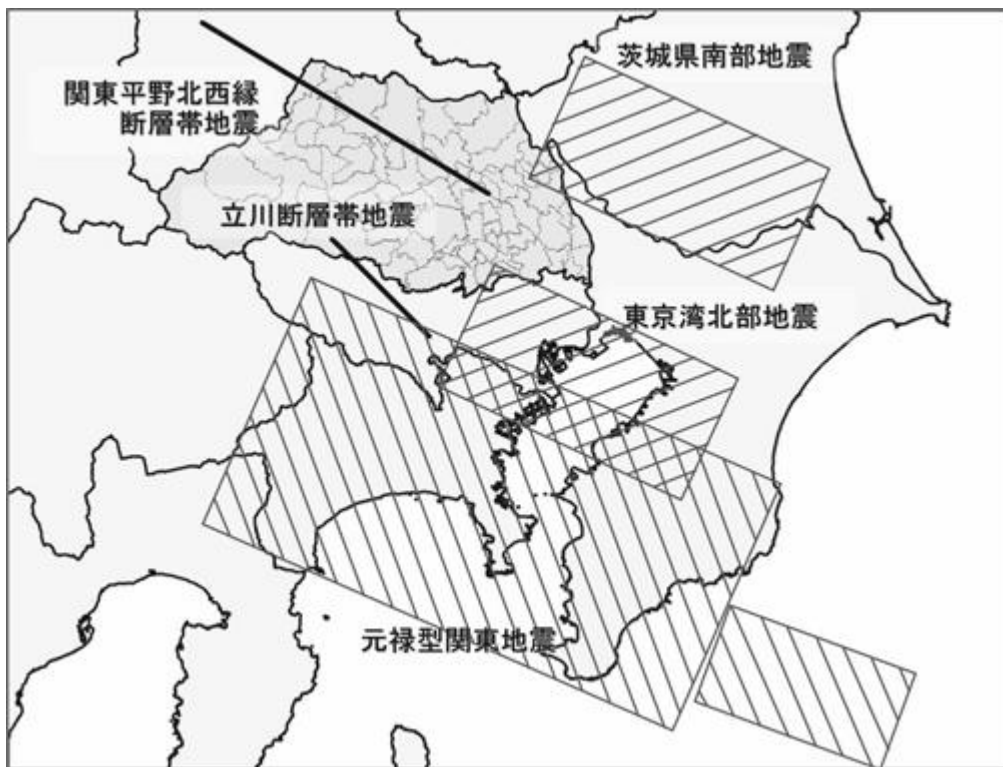 茨城県南部地震
関東平野北西縁
断層帯地震
立川断層帯地震
東京湾北部地震
元禄型関東地震